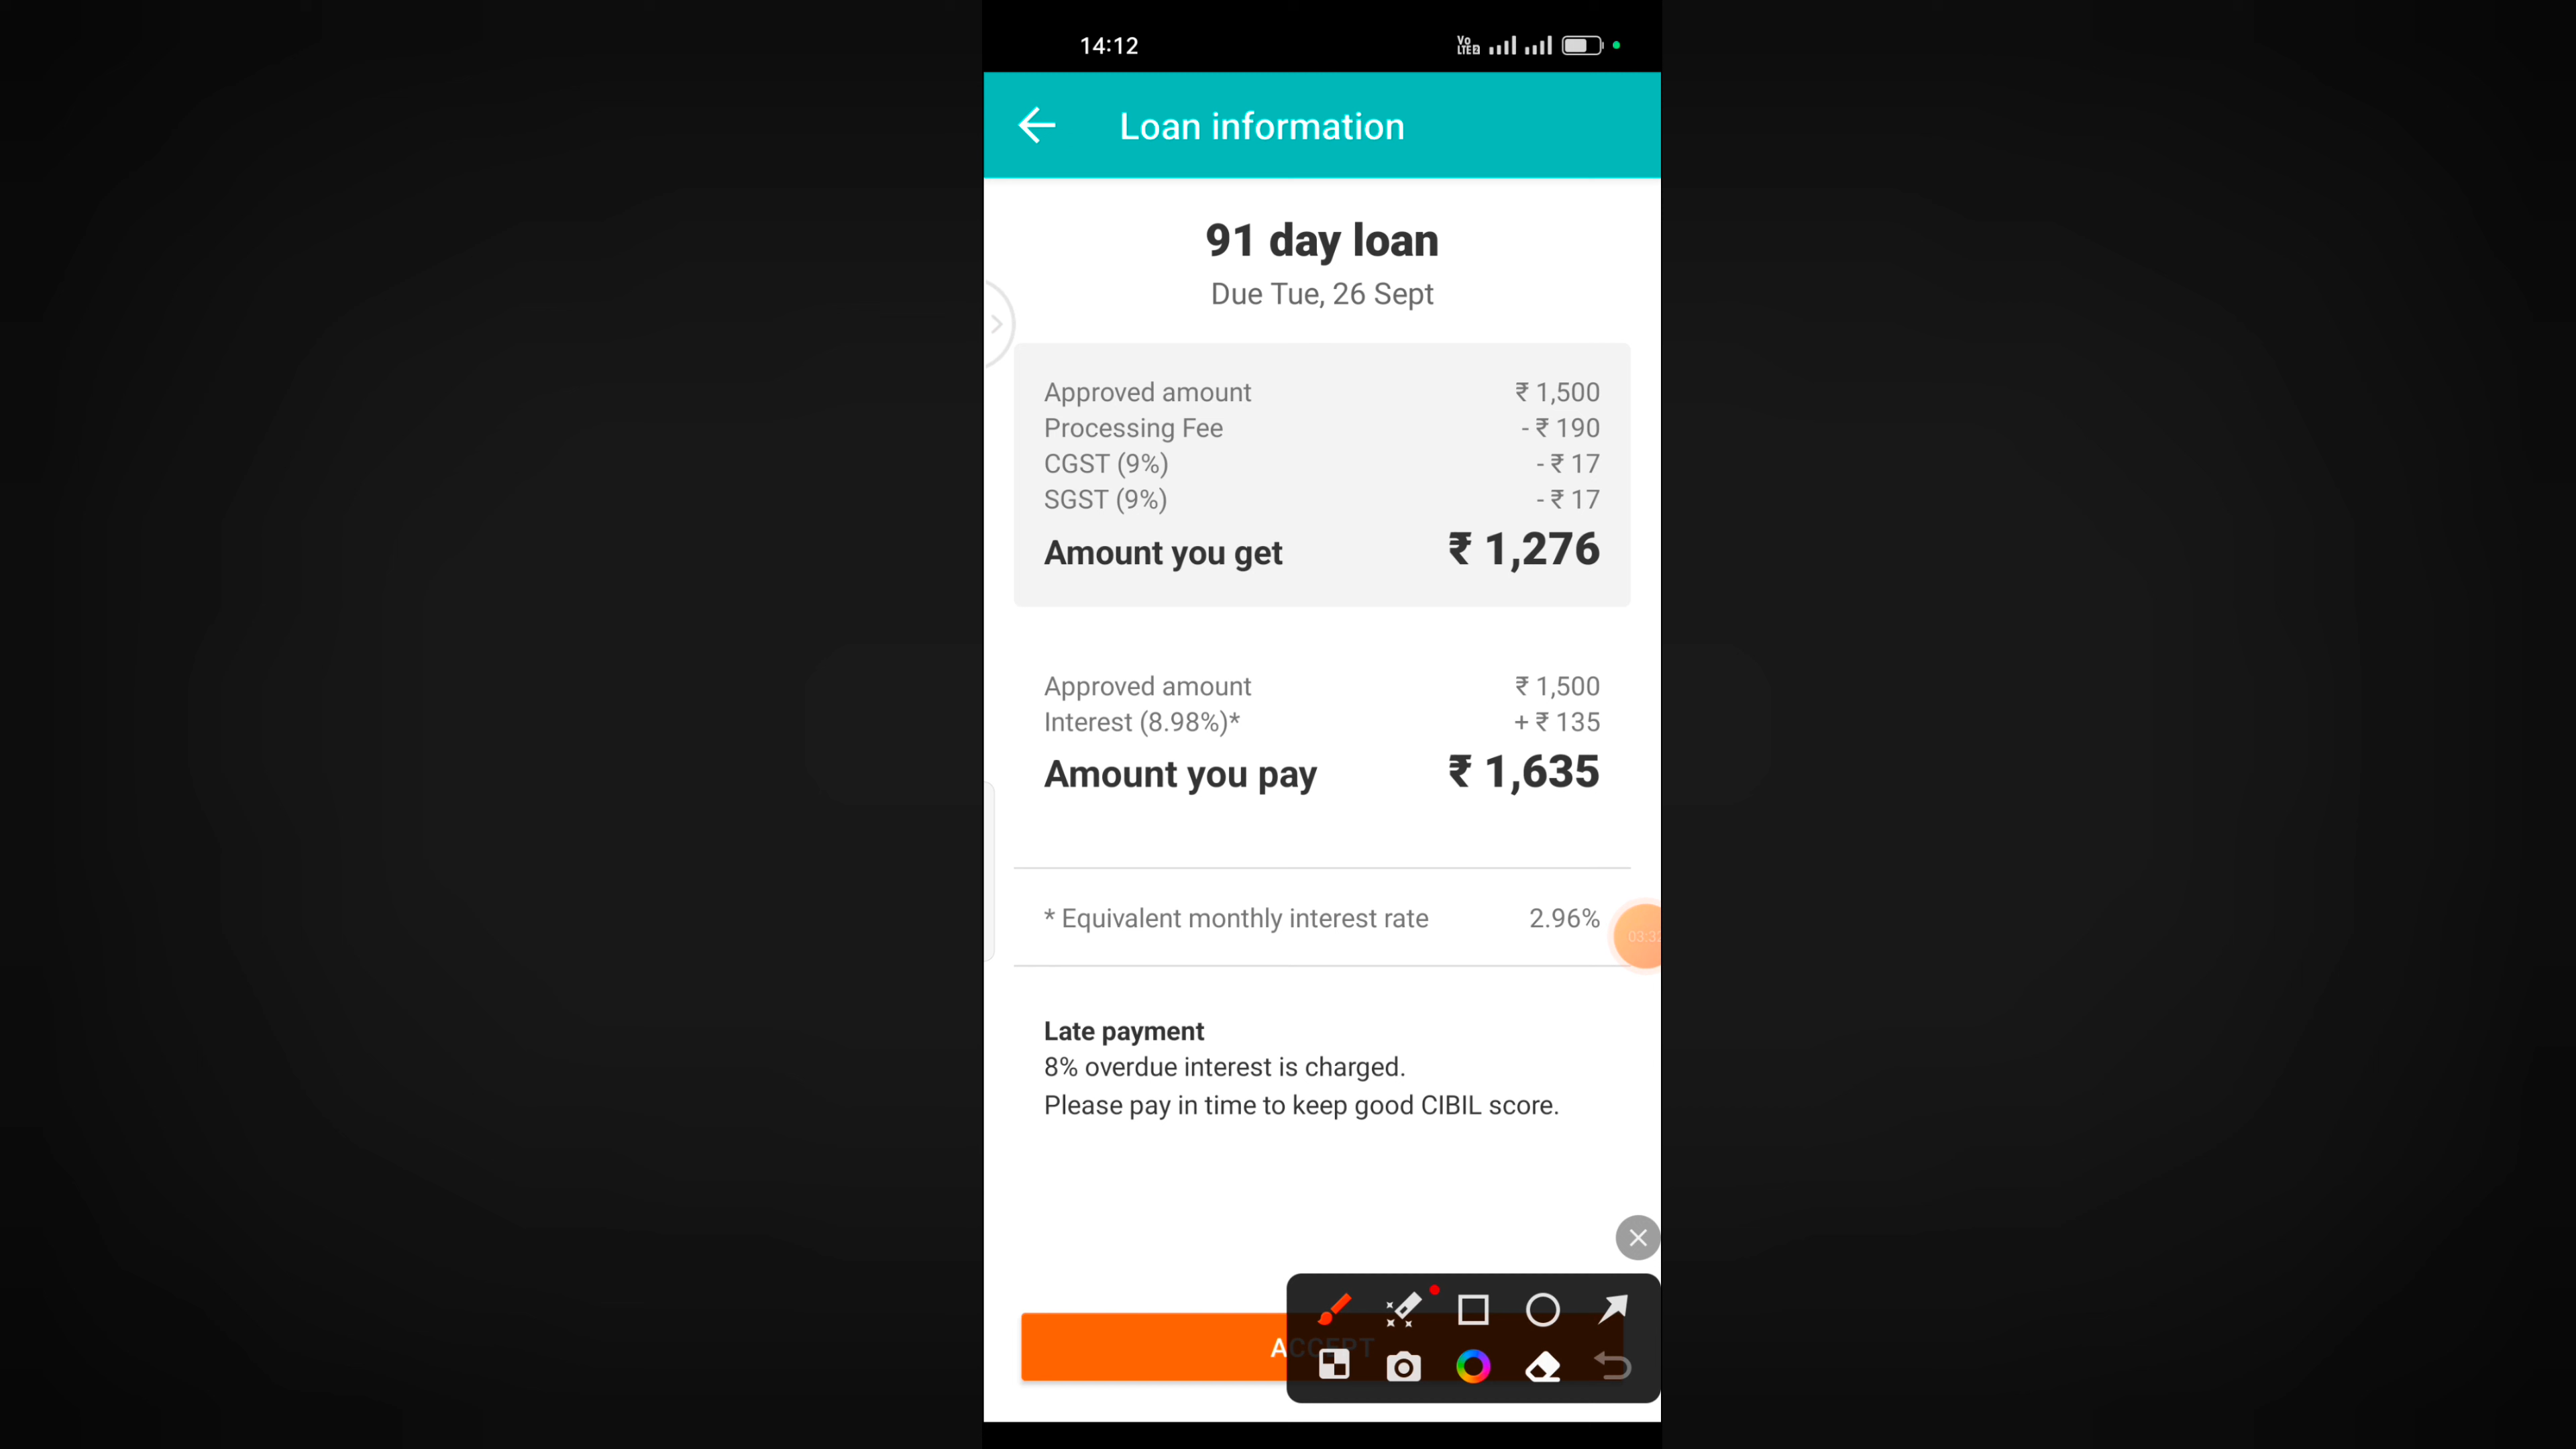 14:12
Vo
LTE2
Loan information
91 day loan
Due Tue, 26 Sept
Approved amount ₹ 1,500
Processing Fee - ₹ 190
CGST (9%) - ₹ 17
SGST (9%) - ₹ 17
Amount you get ₹ 1,276
Approved amount ₹ 1,500
Interest (8.98%)* + ₹ 135
Amount you pay ₹ 1,635
* Equivalent monthly interest rate 2.96%
Late payment
8% overdue interest is charged.
Please pay in time to keep good CIBIL score.
ACCEPT